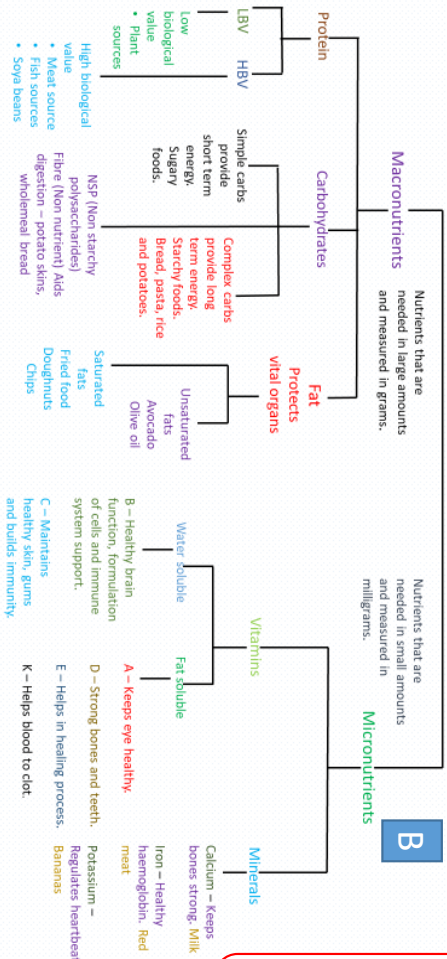 B
Macronutrients
Nutrients that are
needed in large amounts
and measured in grams.
Protein
LBV
Low
biological
value
• Plant
sources
HBV
High biological
value
• Meat source
• Fish sources
• Soya beans
Carbohydrates
Simple carbs
provide
short term
energy.
Sugary
foods.
NSP (Non starchy
polysaccharides)
Fibre (Non nutrient) Aids
digestion – potato skins,
wholemeal bread
Complex carbs
provide long
term energy.
Starchy foods.
Bread, pasta, rice
and potatoes.
Fat
Protects
vital organs
Saturated
fats
Fried food
Doughnuts
Chips
Unsaturated
fats
Avocado
Olive oil
Nutrients that are
needed in small amounts
and measured in
milligrams.
Micronutrients
Vitamins
Water soluble
B – Healthy brain
function, formulation
of cells and immune
system support.
C – Maintains
healthy skin, gums
and builds immunity.
Fat soluble
A – Keeps eye healthy.
D – Strong bones and teeth.
E – Helps in healing process.
K – Helps blood to clot.
Minerals
Calcium – Keeps
bones strong. Milk
Iron – Healthy
haemoglobin. Red
meat
Potassium –
Regulates heartbeat
Bananas